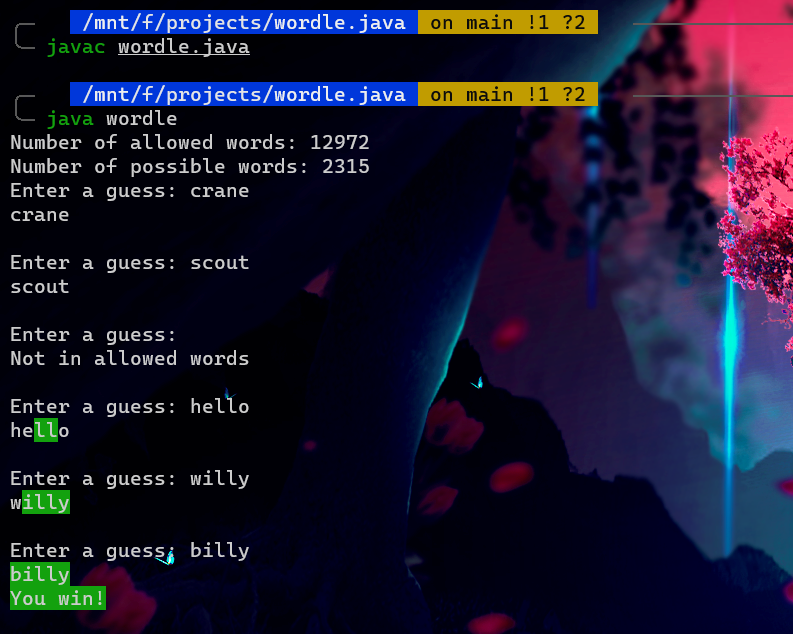 /mnt/f/projects/wordle.java on main !1 ?2
javac wordle.java
/mnt/f/projects/wordle.java on main !1 ?2
java wordle
Number of allowed words: 12972
Number of possible words: 2315
Enter a guess: crane
crane
Enter a guess: scout
scout
Enter a guess:
Not in allowed words
Enter a guess: hello
hello
Enter a guess: willy
willy
Enter a guess: billy
billy
You win!